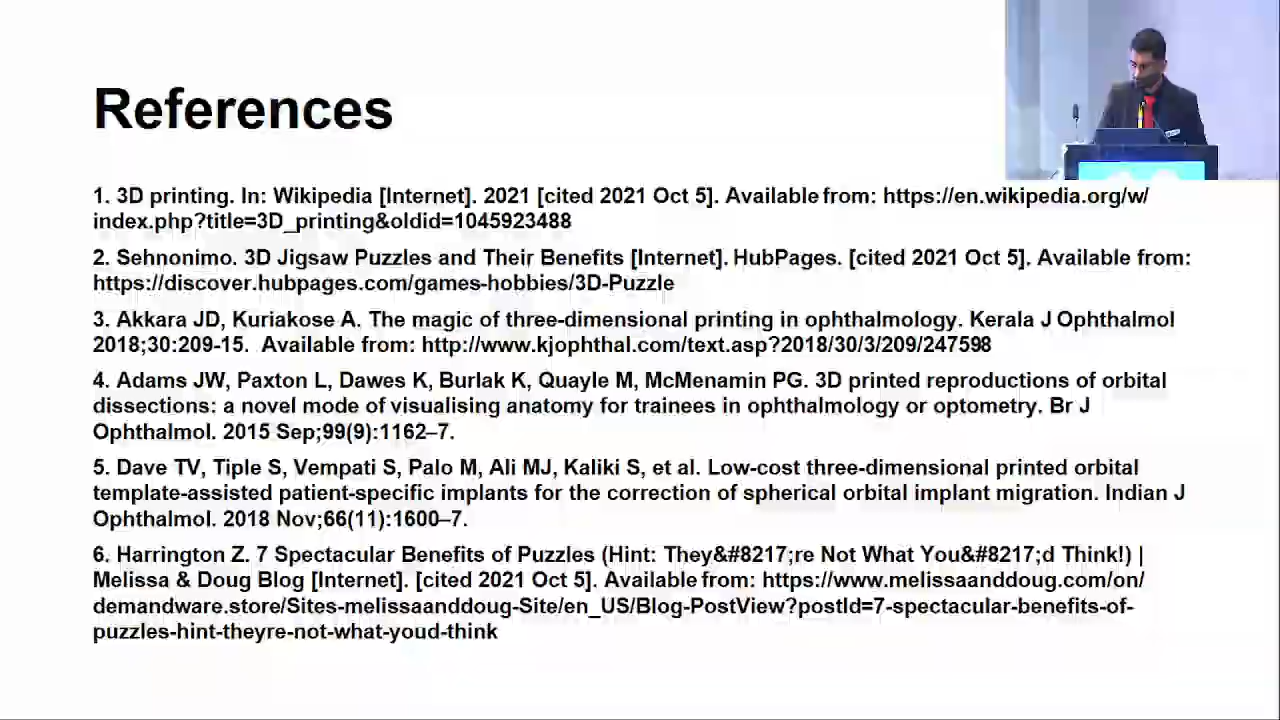 References
1. 3D printing. In: Wikipedia [Internet]. 2021 [cited 2021 Oct 5]. Available from: https://en.wikipedia.org/w/
index.php?title=3D_printing&oldid=1045923488
2. Sehnonimo. 3D Jigsaw Puzzles and Their Benefits [Internet]. HubPages. [cited 2021 Oct 5]. Available from:
https://discover.hubpages.com/games-hobbies/3D-Puzzle
3. Akkara JD, Kuriakose A. The magic of three-dimensional printing in ophthalmology. Kerala J Ophthalmol
2018;30:209-15. Available from: http://www.kjophthal.com/text.asp?2018/30/3/209/247598
4. Adams JW, Paxton L, Dawes K, Burlak K, Quayle M, McMenamin PG. 3D printed reproductions of orbital
dissections: a novel mode of visualising anatomy for trainees in ophthalmology or optometry. Br J
Ophthalmol. 2015 Sep;99(9):1162–7.
5. Dave TV, Tiple S, Vempati S, Palo M, Ali MJ, Kaliki S, et al. Low-cost three-dimensional printed orbital
template-assisted patient-specific implants for the correction of spherical orbital implant migration. Indian J
Ophthalmol. 2018 Nov;66(11):1600–7.
6. Harrington Z. 7 Spectacular Benefits of Puzzles (Hint: They&#8217;re Not What You&#8217;d Think!) |
Melissa & Doug Blog [Internet]. [cited 2021 Oct 5]. Available from: https://www.melissaanddoug.com/on/
demandware.store/Sites-melissaanddoug-Site/en_US/Blog-PostView?postId=7-spectacular-benefits-of-
puzzles-hint-theyre-not-what-youd-think